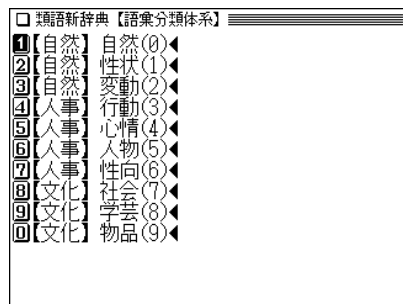 類語新辞典【語彙分類体系】
1【自然】 自然(0)◀
2【自然】 性状(1)◀
3【自然】 変動(2)◀
4【人事】 行動(3)◀
5【人事】 心情(4)◀
6【人事】 人物(5)◀
7【人事】 性向(6)◀
8【文化】 社会(7)◀
9【文化】 学芸(8)◀
0【文化】 物品(9)◀